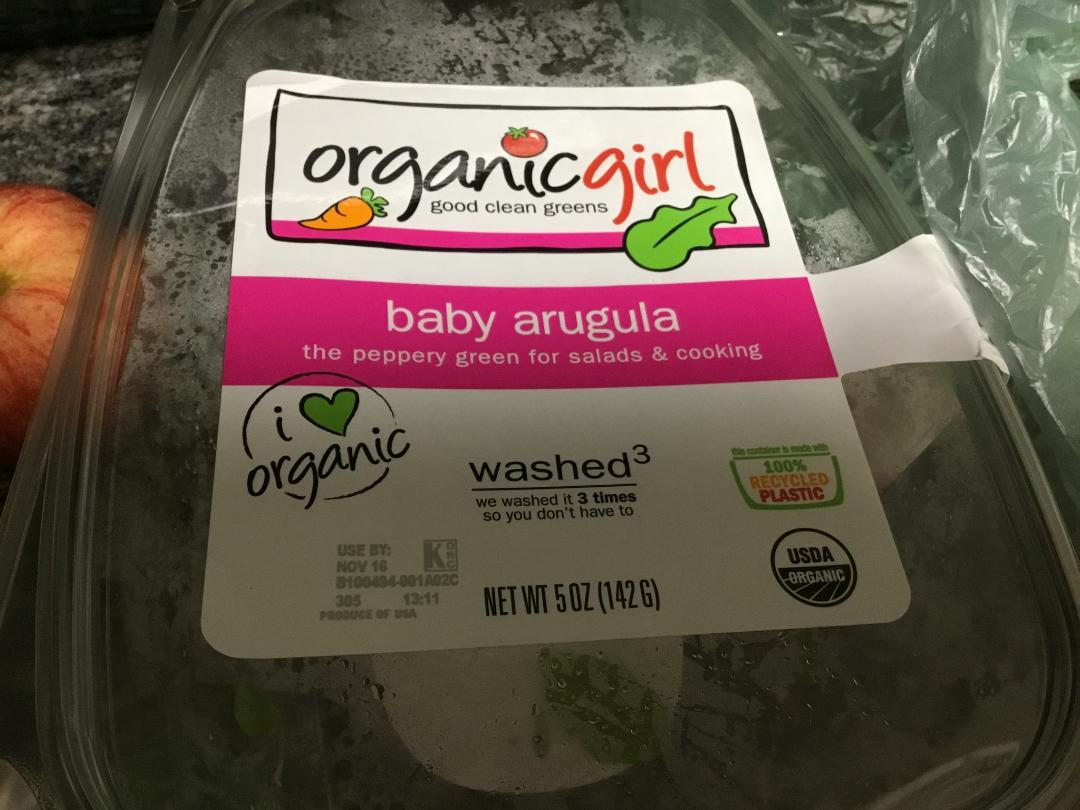 organicgirl
good clean greens
baby arugula
the peppery green for salads & cooking
i
organic
washed³
we washed it 3 times
so you don't have to
this container is made with
100%
RECYCLED
PLASTIC
USE BY:
NOV 16
B100494-001A02C
305 13:11
PRODUCE OF USA
K
ORC
NET WT 5 OZ (142 G)
USDA
ORGANIC